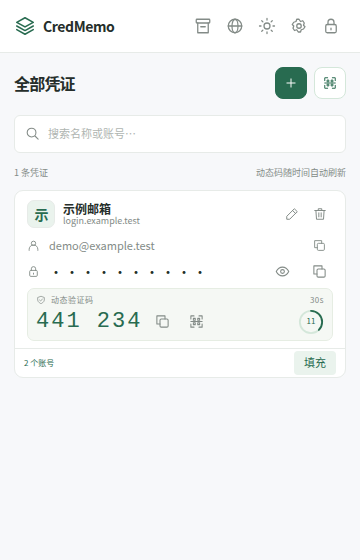 CredMemo
全部凭证
搜索名称或账号…
1 条凭证 动态码随时间自动刷新
示 示例邮箱
login.example.test
demo@example.test
• • • • • • • • • •
动态验证码 30s
441 234 11
2 个账号 填充